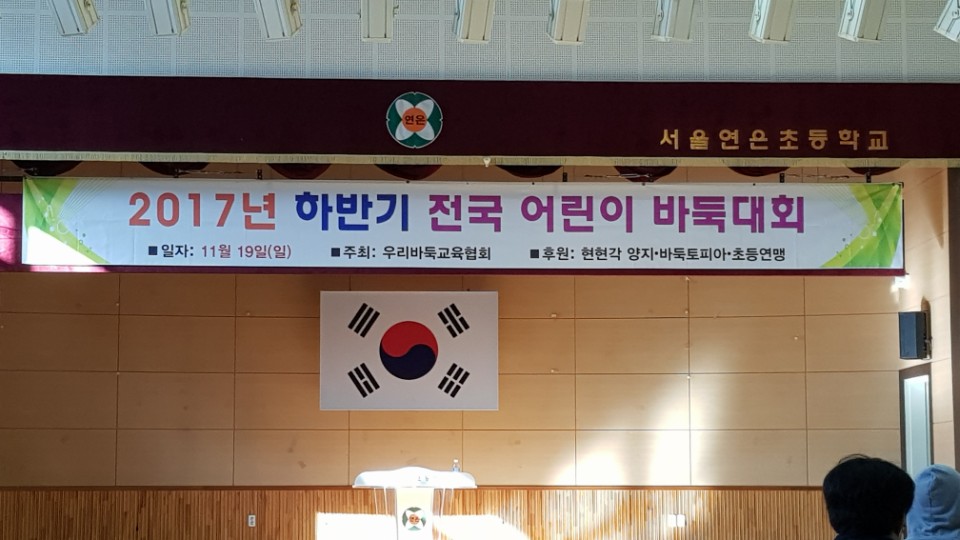 연은
서울연은초등학교
2017년 하반기 전국 어린이 바둑대회
■일자: 11월 19일(일) ■주최: 우리바둑교육협회 ■후원: 현현각 양지·바둑토피아·초등연맹
연은